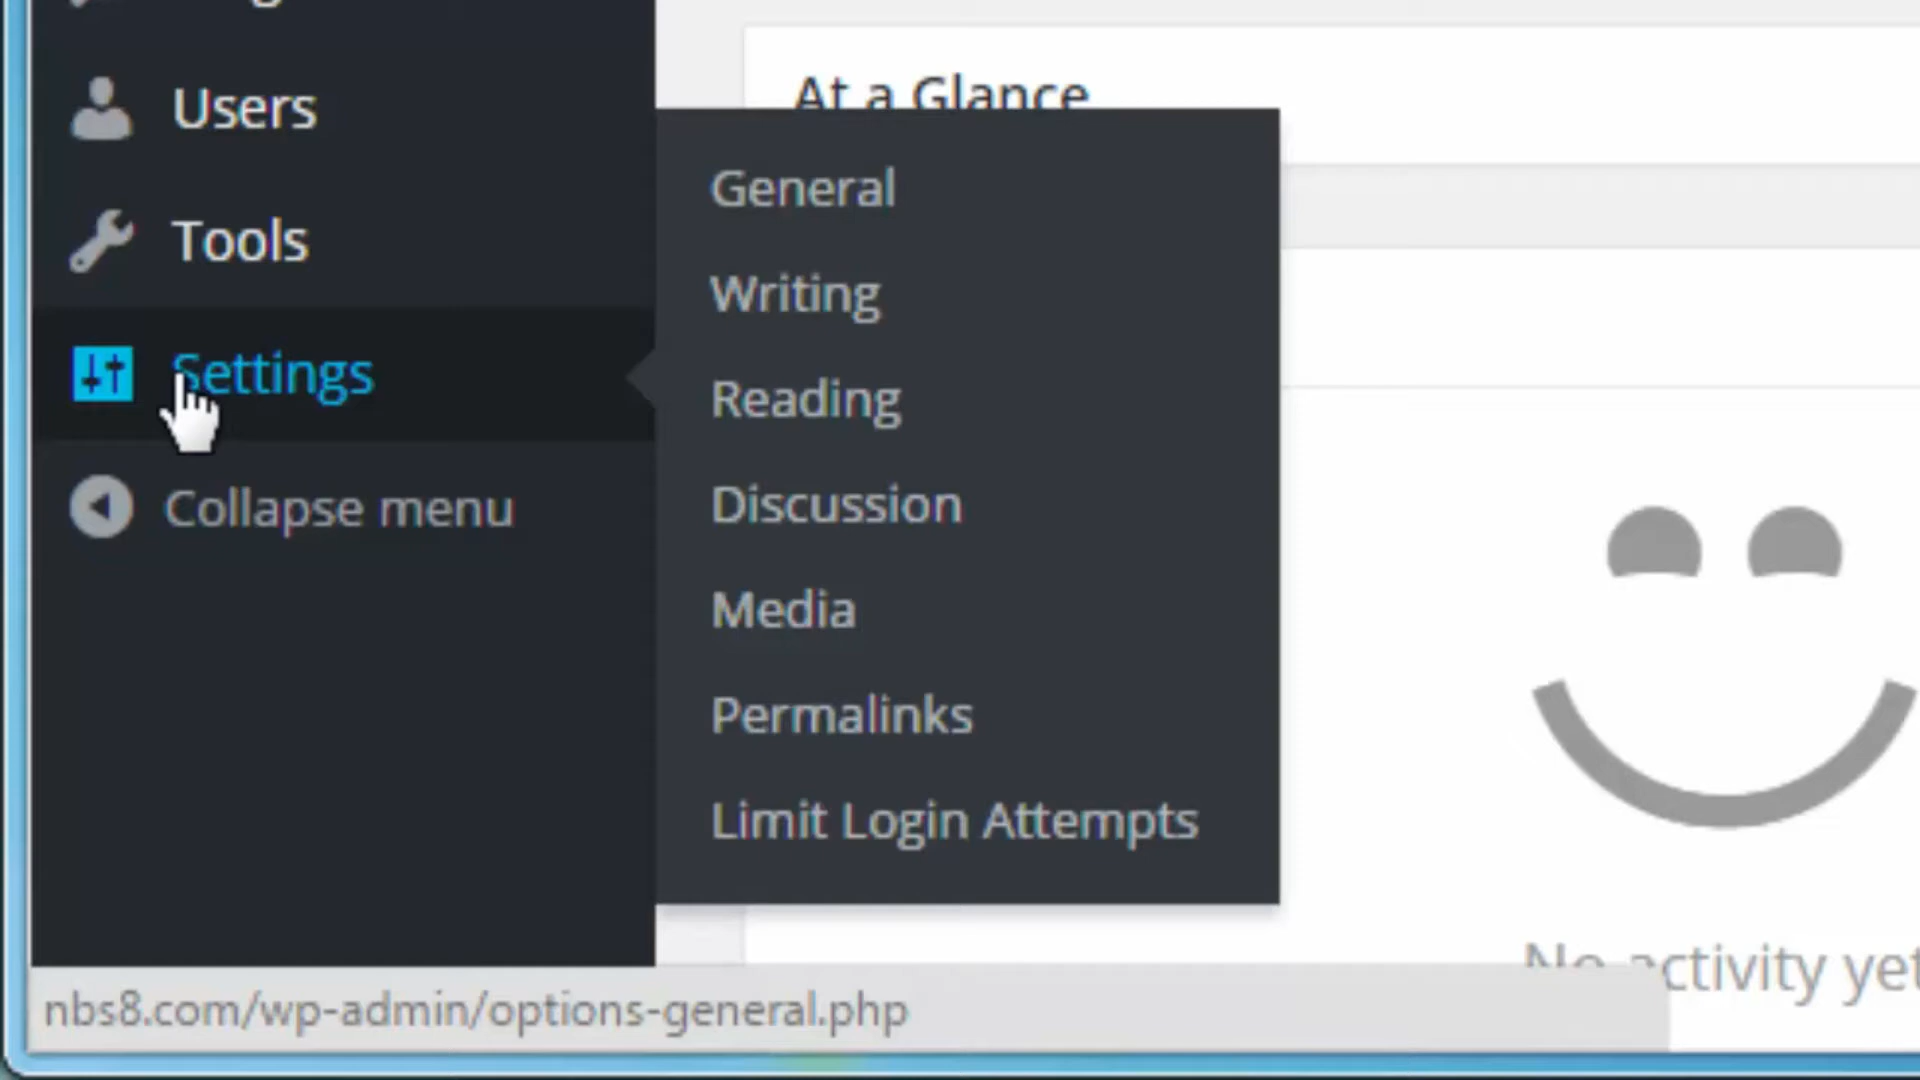 Users
Tools
Settings
Collapse menu
At a Glance
General
Writing
Reading
Discussion
Media
Permalinks
Limit Login Attempts
No activity yet
nbs8.com/wp-admin/options-general.php